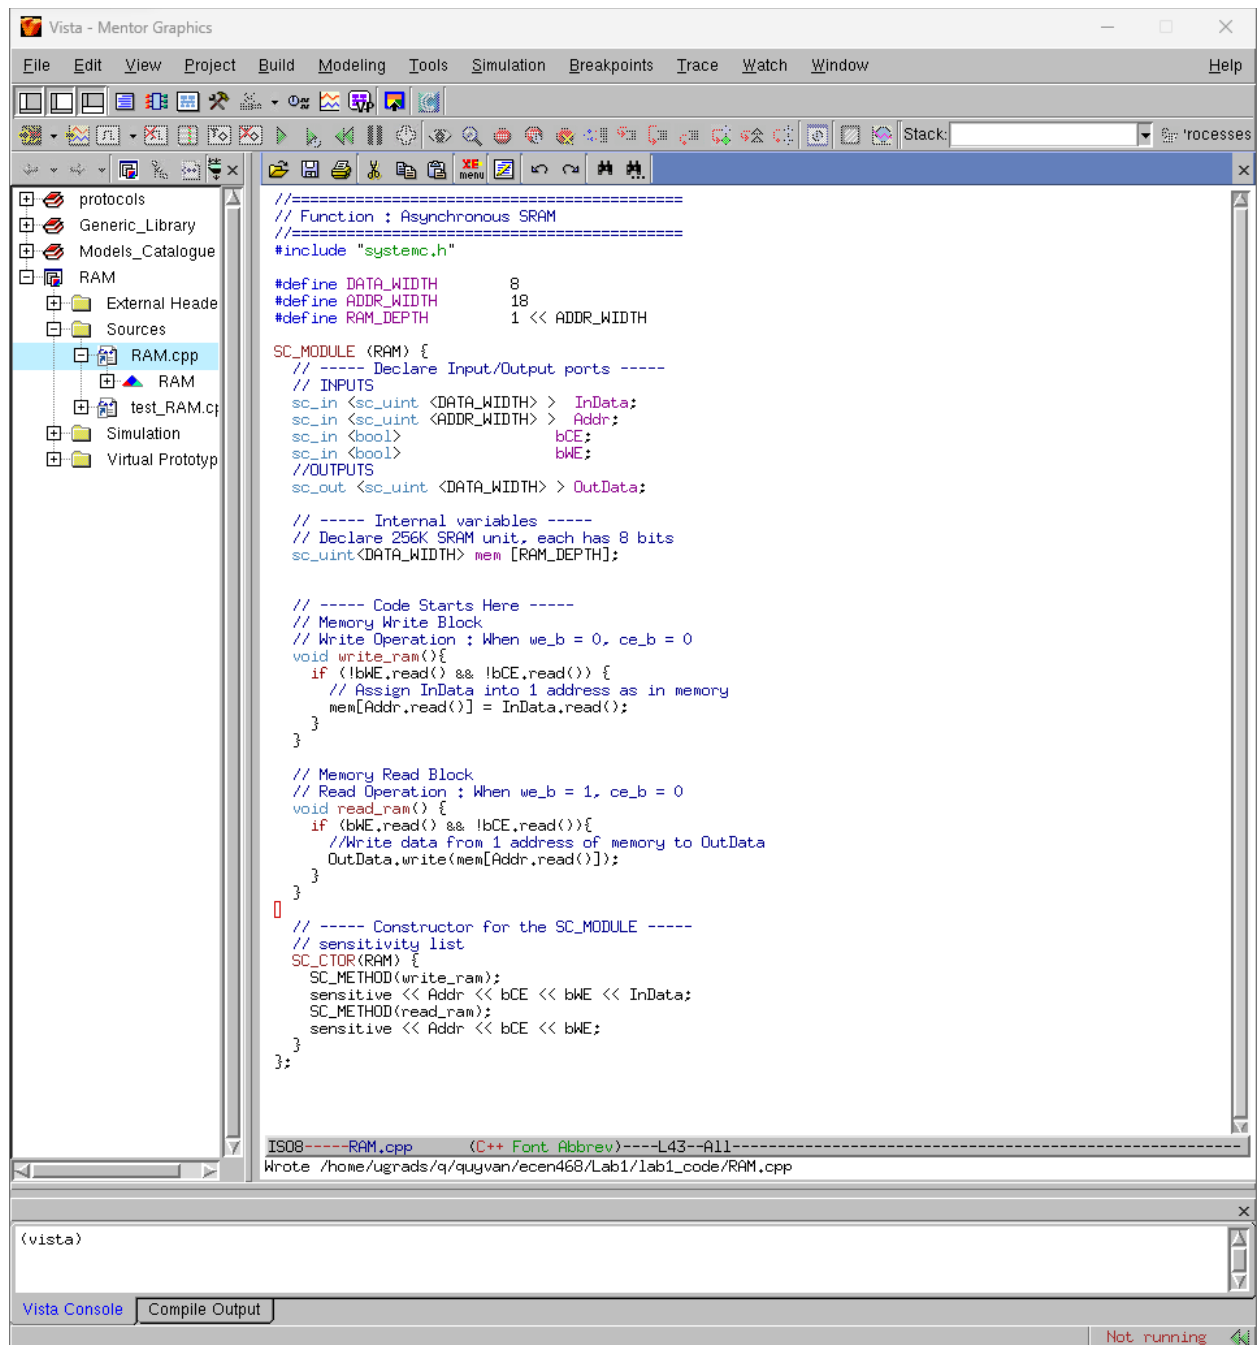 Vista - Mentor Graphics
File Edit View Project Build Modeling Tools Simulation Breakpoints Trace Watch Window Help
Stack: 'rocesses
XE menu
protocols
Generic_Library
Models_Catalogue
RAM
External Heade
Sources
RAM.cpp
RAM
test_RAM.cp
Simulation
Virtual Prototyp
//===========================================
// Function : Asynchronous SRAM
//===========================================
#include "systemc.h"
#define DATA_WIDTH        8
#define ADDR_WIDTH        18
#define RAM_DEPTH         1 << ADDR_WIDTH
SC_MODULE (RAM) {
  // ----- Declare Input/Output ports -----
  // INPUTS
  sc_in <sc_uint <DATA_WIDTH> >  InData;
  sc_in <sc_uint <ADDR_WIDTH> >  Addr;
  sc_in <bool>                 bCE;
  sc_in <bool>                 bWE;
  //OUTPUTS
  sc_out <sc_uint <DATA_WIDTH> > OutData;
  // ----- Internal variables -----
  // Declare 256K SRAM unit, each has 8 bits
  sc_uint<DATA_WIDTH> mem [RAM_DEPTH];
  // ----- Code Starts Here -----
  // Memory Write Block
  // Write Operation : When we_b = 0, ce_b = 0
  void write_ram(){
    if (!bWE.read() && !bCE.read()) {
      // Assign InData into 1 address as in memory
      mem[Addr.read()] = InData.read();
    }
  }
  // Memory Read Block
  // Read Operation : When we_b = 1, ce_b = 0
  void read_ram() {
    if (bWE.read() && !bCE.read()){
      //Write data from 1 address of memory to OutData
      OutData.write(mem[Addr.read()]);
    }
  }
  // ----- Constructor for the SC_MODULE -----
  // sensitivity list
  SC_CTOR(RAM) {
    SC_METHOD(write_ram);
    sensitive << Addr << bCE << bWE << InData;
    SC_METHOD(read_ram);
    sensitive << Addr << bCE << bWE;
  }
};
ISO8-----RAM.cpp      (C++ Font Abbrev)----L43--All--------------------------------------------------------
Wrote /home/ugrads/q/quyvan/ecen468/Lab1/lab1_code/RAM.cpp
(vista)
Vista Console Compile Output
Not running